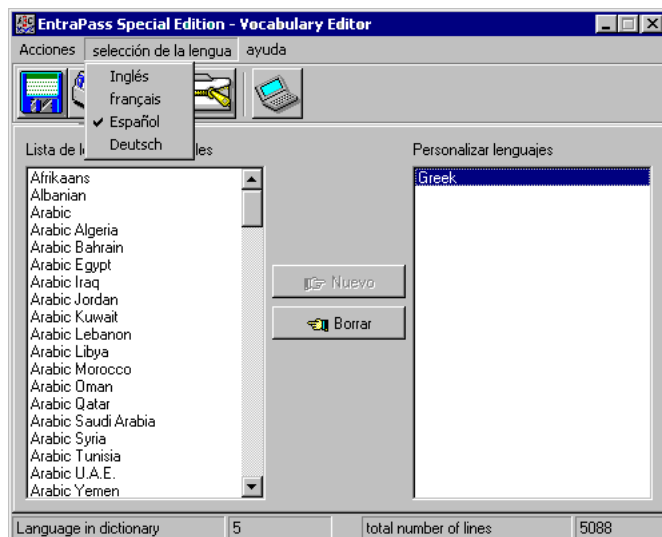 EntraPass Special Edition - Vocabulary Editor
Acciones selección de la lengua ayuda
Inglés
français
Español
Deutsch
Lista de les
Personalizar lenguajes
Afrikaans
Albanian
Arabic
Arabic Algeria
Arabic Bahrain
Arabic Egypt
Arabic Iraq
Arabic Jordan
Arabic Kuwait
Arabic Lebanon
Arabic Libya
Arabic Morocco
Arabic Oman
Arabic Qatar
Arabic Saudi Arabia
Arabic Syria
Arabic Tunisia
Arabic U.A.E.
Arabic Yemen
Nuevo
Borrar
Greek
Language in dictionary 5 total number of lines 5088